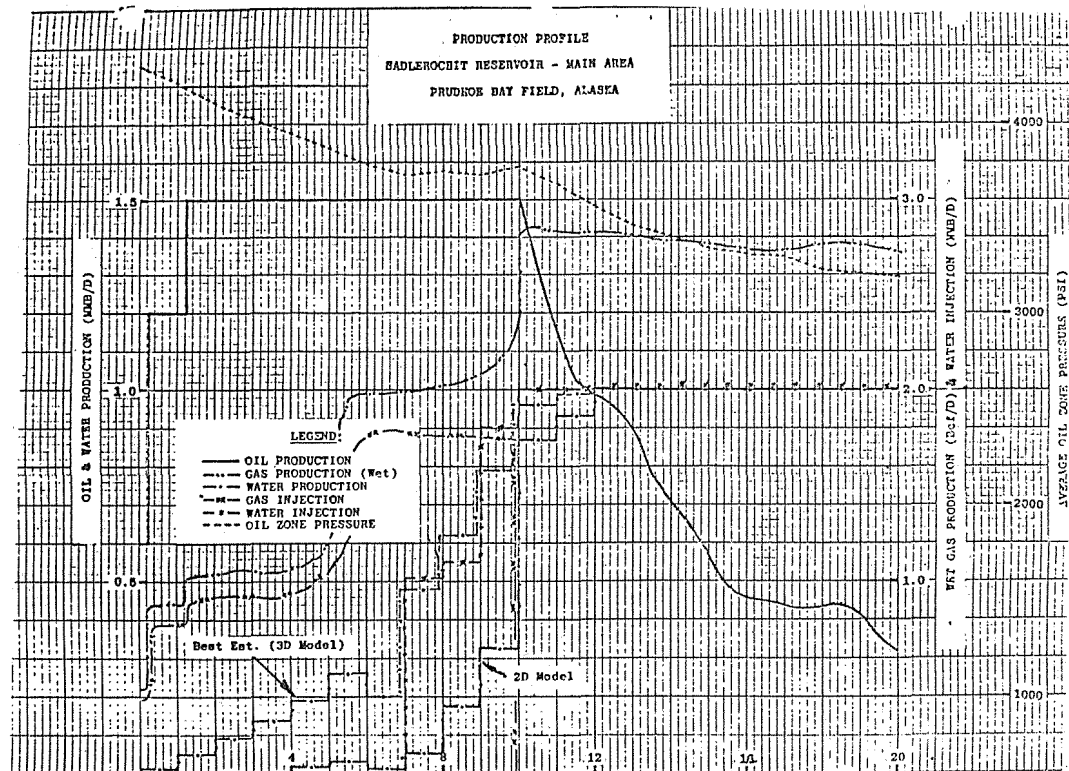 PRODUCTION PROFILE
SADLEROCHIT RESERVOIR - MAIN AREA
PRUDHOE BAY FIELD, ALASKA
OIL & WATER PRODUCTION (MMB/D)
1.5
1.0
0.5
LEGEND
OIL PRODUCTION
GAS PRODUCTION (Wet)
WATER PRODUCTION
GAS INJECTION
WATER INJECTION
OIL ZONE PRESSURE
Best Est. (3D Model)
2D Model
WET GAS PRODUCTION (Bcf/D) & WATER INJECTION (MMB/D)
3.0
2.0
1.0
AVERAGE OIL ZONE PRESSURE (PSI)
4000
3000
2000
1000
4
12
20